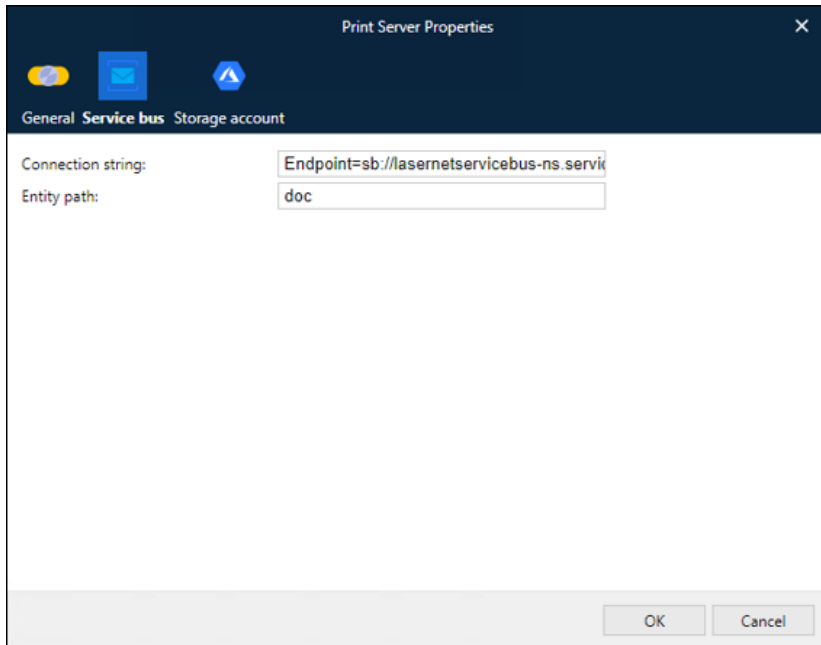 Print Server Properties
General Service bus Storage account
Connection string: Endpoint=sb://lasernetservicebus-ns.servic
Entity path: doc
OK Cancel